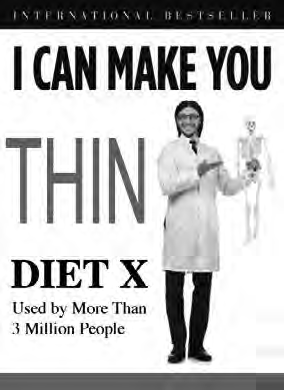 INTERNATIONAL BESTSELLER
I CAN MAKE YOU
THIN
DIET X
Used by More Than
3 Million People